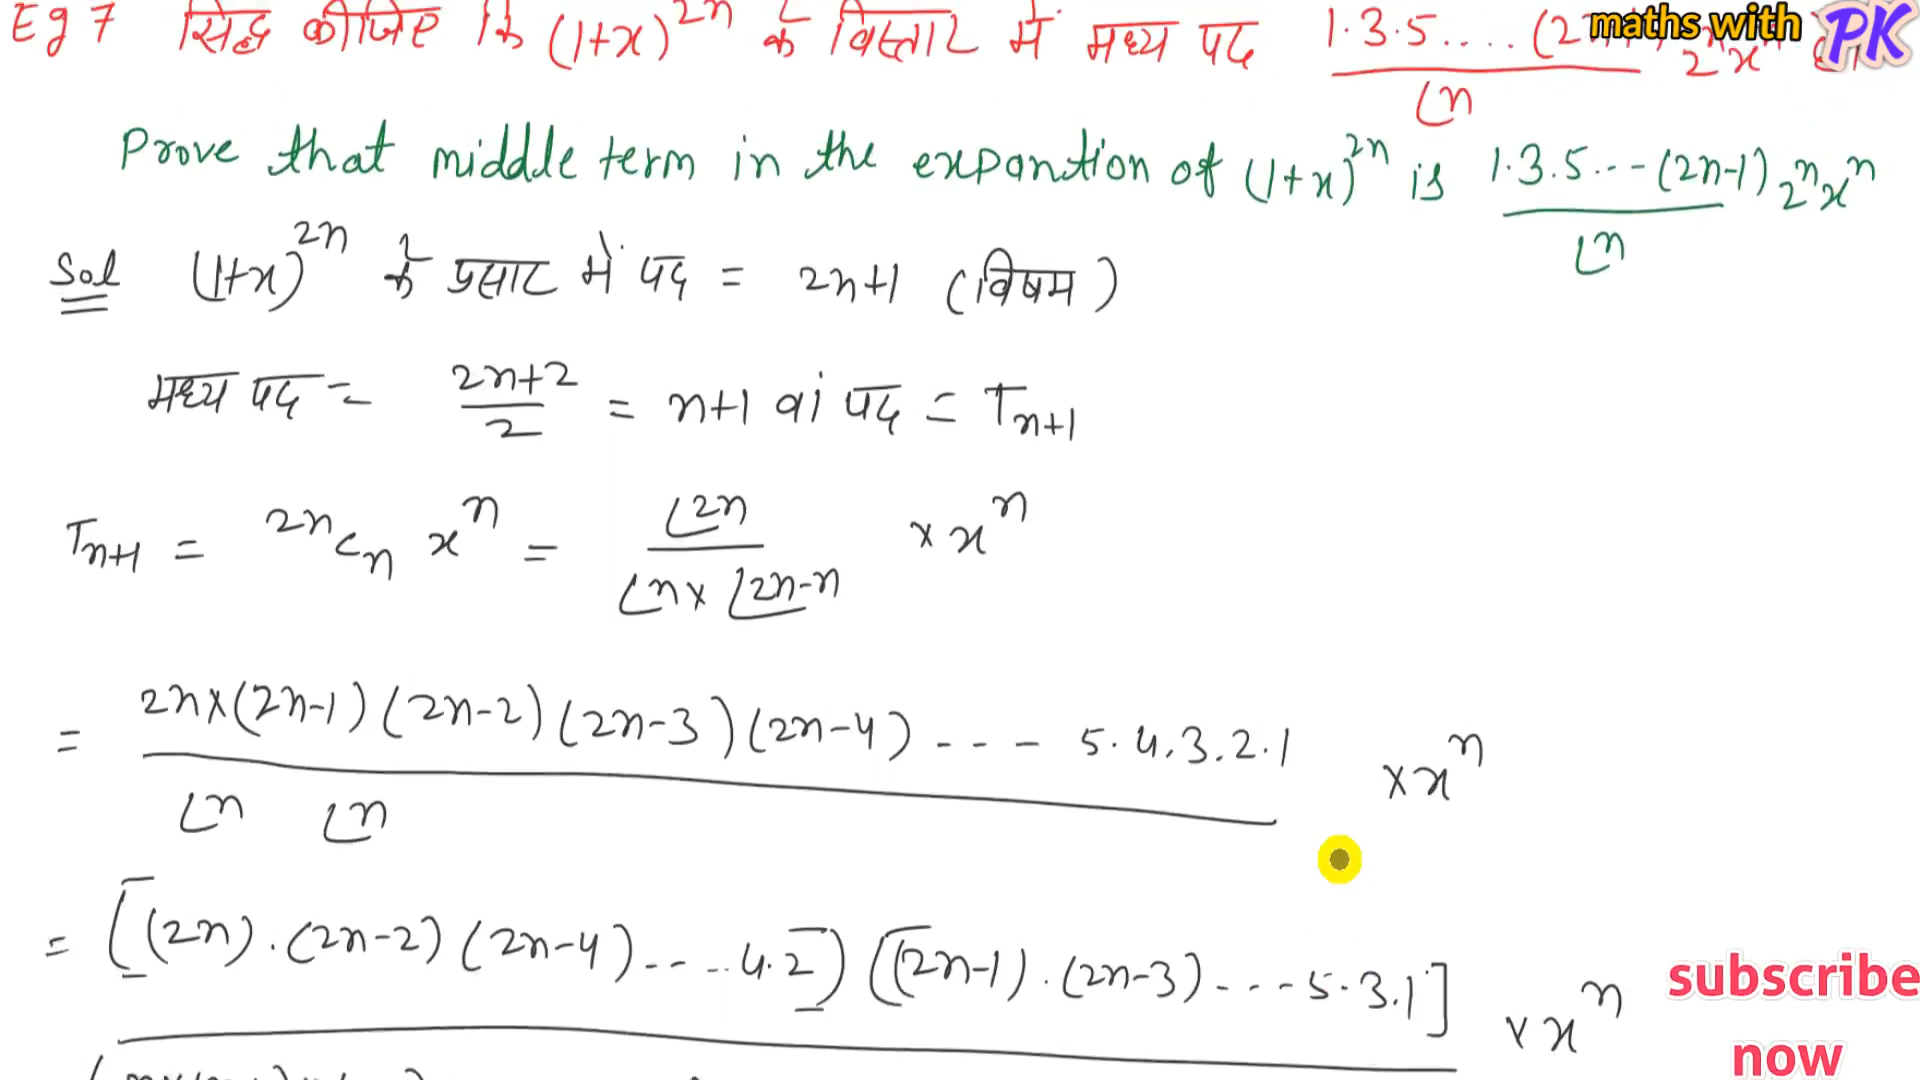 Eg 7 सिद्ध कीजिए कि (1+x)^2n के विस्तार में मध्य पद 1.3.5....(2 2^n x^n / ⌊n
maths with PK
Prove that middle term in the expantion of (1+x)^2n is 1.3.5...-(2n-1) 2^n x^n / ⌊n
Sol (1+x)^2n के प्रसार में पद = 2n+1 (विषम)
मध्य पद = 2n+2 / 2 = n+1 वां पद = T_n+1
T_n+1 = 2n C n x^n = ⌊2n / ⌊n × ⌊2n-n × x^n
= 2n×(2n-1)(2n-2)(2n-3)(2n-4) - - - 5.4.3.2.1 / ⌊n ⌊n × x^n
= [(2n).(2n-2)(2n-4)-- -..4.2] [(2n-1).(2n-3)---5.3.1] × x^n
subscribe
now